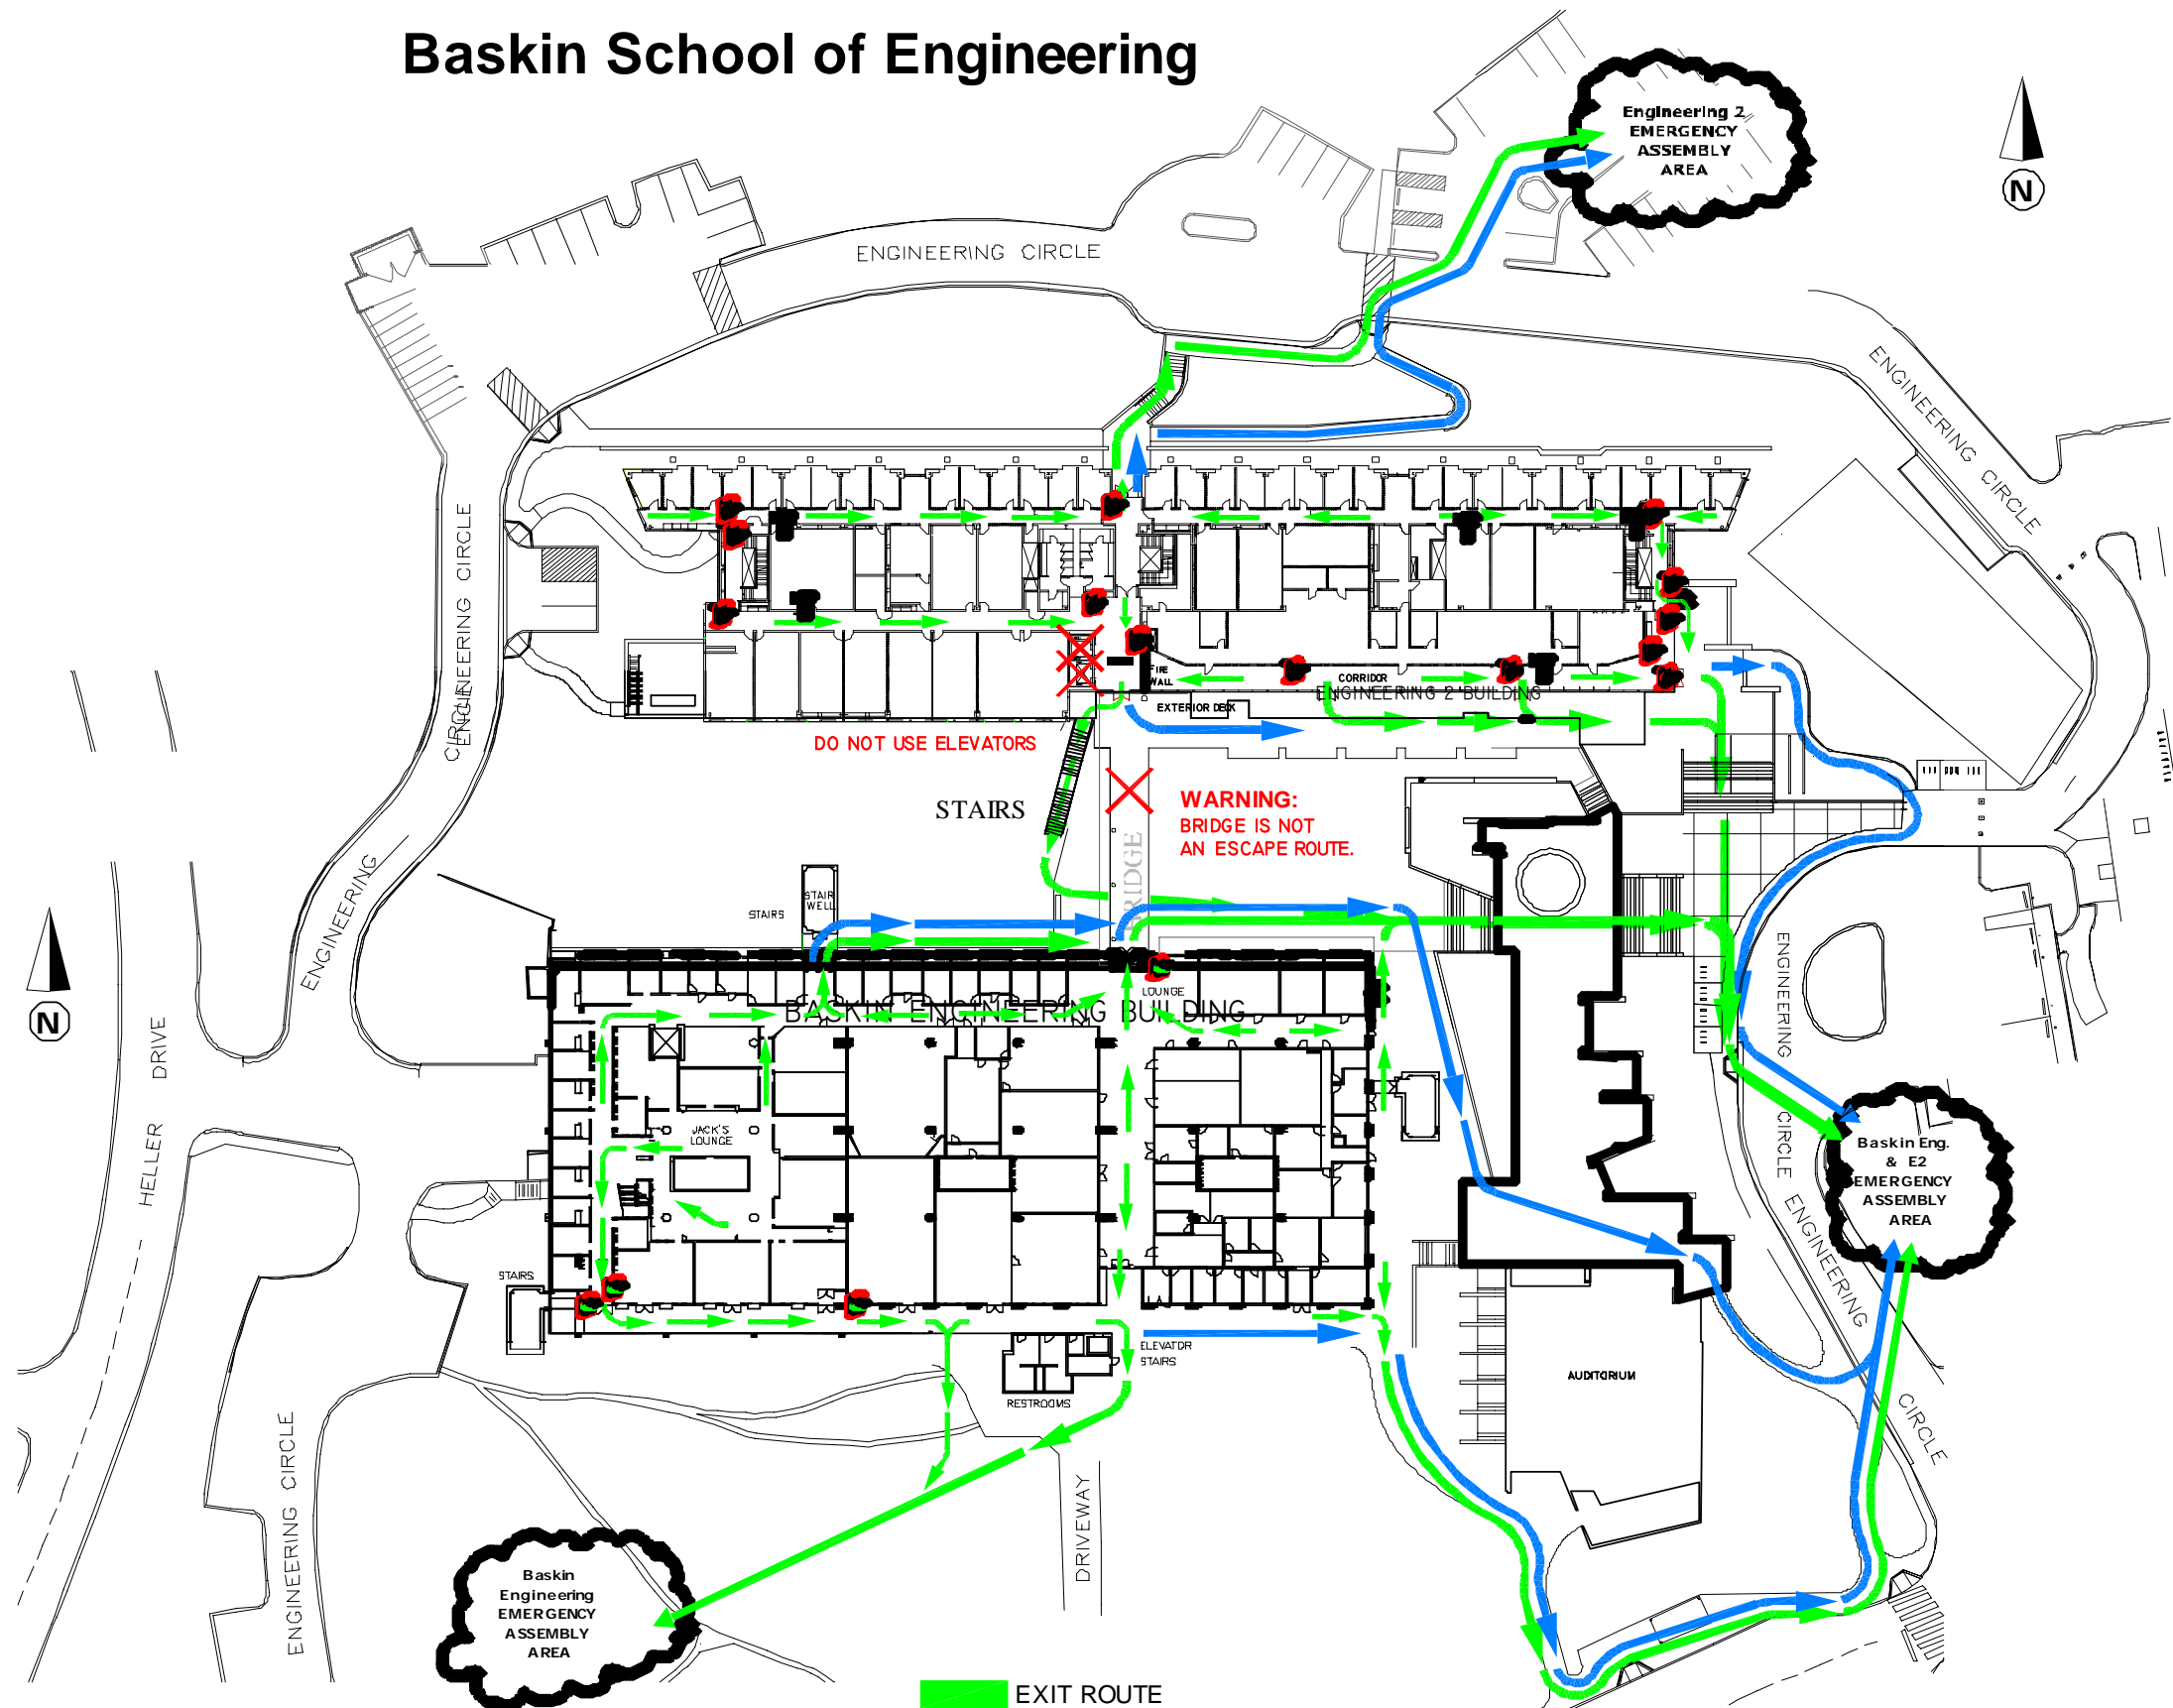 Baskin School of Engineering
Engineering 2
EMERGENCY
ASSEMBLY
AREA
N
ENGINEERING CIRCLE
ENGINEERING CIRCLE
ENGINEERING CIRCLE
CIRCLE
ENGINEERING
FIRE
WALL
CORRIDOR
ENGINEERING 2 BUILDING
EXTERIOR DECK
DO NOT USE ELEVATORS
STAIRS
WARNING:
BRIDGE IS NOT
AN ESCAPE ROUTE.
BRIDGE
STAIR
WELL
STAIRS
N
HELLER DRIVE
LOUNGE
BASKIN ENGINEERING BUILDING
JACK'S
LOUNGE
ENGINEERING CIRCLE
ENGINEERING CIRCLE
Baskin Eng.
& E2
EMERGENCY
ASSEMBLY
AREA
STAIRS
ELEVATOR
STAIRS
RESTROOMS
AUDITORIUM
ENGINEERING CIRCLE
DRIVEWAY
Baskin
Engineering
EMERGENCY
ASSEMBLY
AREA
EXIT ROUTE